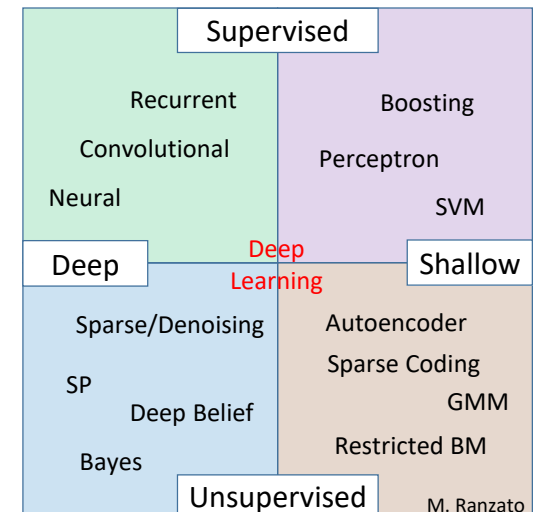 Supervised
Recurrent
Boosting
Convolutional
Perceptron
Neural
SVM
Deep
Deep
Learning
Shallow
Sparse/Denoising
Autoencoder
Sparse Coding
SP
GMM
Deep Belief
Restricted BM
Bayes
Unsupervised
M. Ranzato